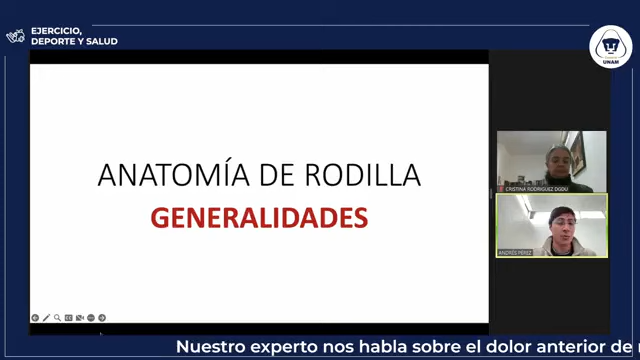 EJERCICIO,
DEPORTE Y SALUD
UNAM
ANATOMÍA DE RODILLA
GENERALIDADES
CRISTINA RODRIGUEZ DGDU
ANDRÉS PÉREZ
Nuestro experto nos habla sobre el dolor anterior de